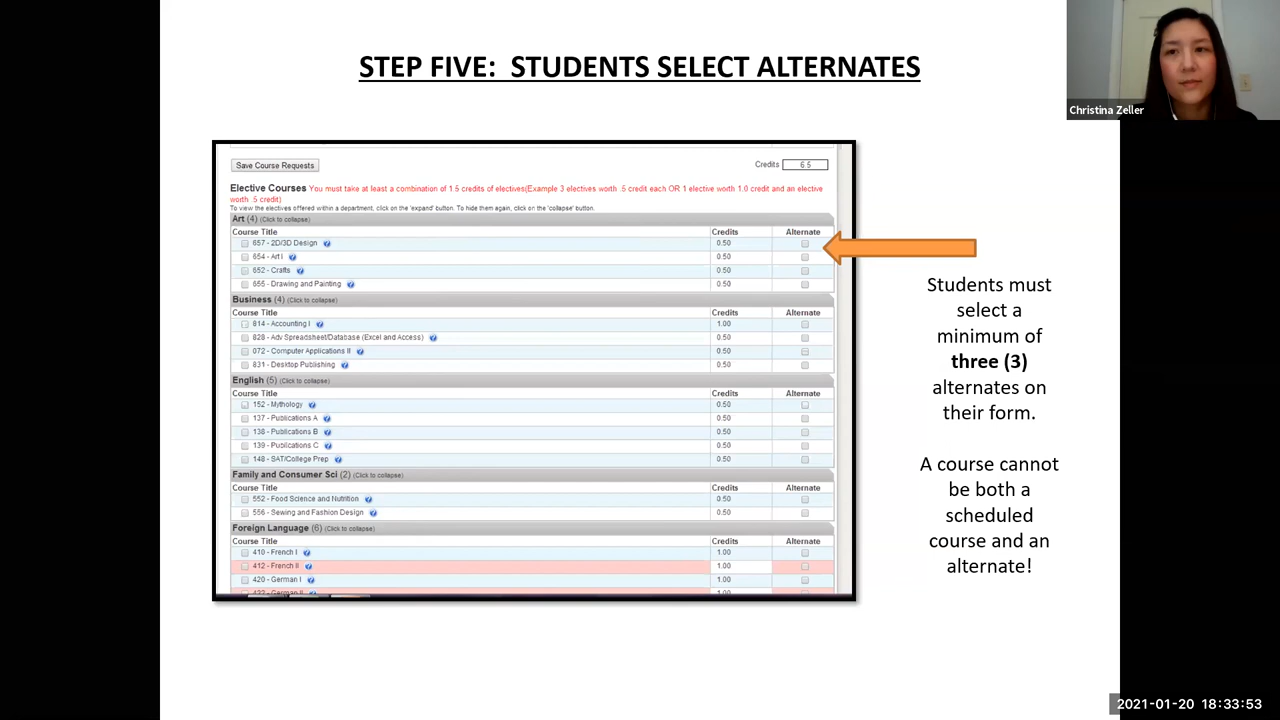 STEP FIVE: STUDENTS SELECT ALTERNATES
Christina Zeller
Save Course Requests
Credits 6.5
Elective Courses You must take at least a combination of 1.5 credits of electives(Example 3 electives worth .5 credit each OR 1 elective worth 1.0 credit and an elective
worth .5 credit)
To view the electives offered within a department, click on the 'expand' button. To hide them again, click on the 'collapse' button.
Art (4) (Click to collapse)
Course Title Credits Alternate
657 - 2D/3D Design 0.50
654 - Art I 0.50
652 - Crafts 0.50
655 - Drawing and Painting 0.50
Business (4) (Click to collapse)
Course Title Credits Alternate
814 - Accounting I 1.00
828 - Adv Spreadsheet/Database (Excel and Access) 0.50
072 - Computer Applications II 0.50
831 - Desktop Publishing 0.50
English (5) (Click to collapse)
Course Title Credits Alternate
152 - Mythology 0.50
137 - Publications A 0.50
138 - Publications B 0.50
139 - Publications C 0.50
148 - SAT/College Prep 0.50
Family and Consumer Sci (2) (Click to collapse)
Course Title Credits Alternate
552 - Food Science and Nutrition 0.50
556 - Sewing and Fashion Design 0.50
Foreign Language (6) (Click to collapse)
Course Title Credits Alternate
410 - French I 1.00
412 - French II 1.00
420 - German I 1.00
422 - German II 1.00
Students must
select a
minimum of
three (3)
alternates on
their form.
A course cannot
be both a
scheduled
course and an
alternate!
2021-01-20 18:33:53